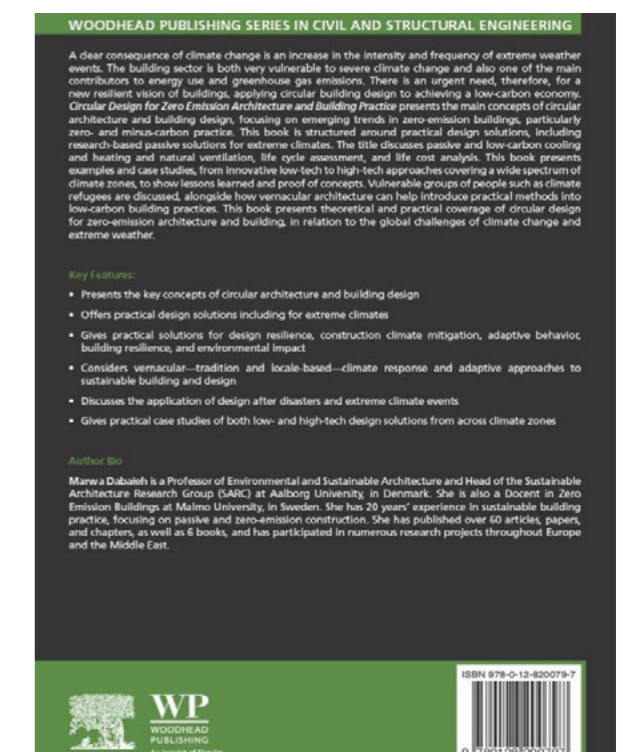 WOODHEAD PUBLISHING SERIES IN CIVIL AND STRUCTURAL ENGINEERING
A clear consequence of climate change is an increase in the intensity and frequency of extreme weather
events. The building sector is both very vulnerable to severe climate change and also one of the main
contributors to energy use and greenhouse gas emissions. There is an urgent need, therefore, for a
new resilient vision of buildings, applying circular building design to achieving a low-carbon economy.
Circular Design for Zero Emission Architecture and Building Practice presents the main concepts of circular
architecture and building design, focusing on emerging trends in zero-emission buildings, particularly
zero- and minus-carbon practice. This book is structured around practical design solutions, including
research-based passive solutions for extreme climates. The title discusses passive and low-carbon cooling
and heating and natural ventilation, life cycle assessment, and life cost analysis. This book presents
examples and case studies, from innovative low-tech to high-tech approaches covering a wide spectrum of
climate zones, to show lessons learned and proof of concepts. Vulnerable groups of people such as climate
refugees are discussed, alongside how vernacular architecture can help introduce practical methods into
low-carbon building practices. This book presents theoretical and practical coverage of circular design
for zero-emission architecture and building, in relation to the global challenges of climate change and
extreme weather.
Key Features:
• Presents the key concepts of circular architecture and building design
• Offers practical design solutions including for extreme climates
• Gives practical solutions for design resilience, construction climate mitigation, adaptive behavior,
building resilience, and environmental impact
• Considers vernacular—tradition and locale-based—climate response and adaptive approaches to
sustainable building and design
• Discusses the application of design after disasters and extreme climate events
• Gives practical case studies of both low- and high-tech design solutions from across climate zones
Author Bio
Marwa Dabaieh is a Professor of Environmental and Sustainable Architecture and Head of the Sustainable
Architecture Research Group (SARC) at Aalborg University, in Denmark. She is also a Docent in Zero
Emission Buildings at Malmo University, in Sweden. She has 20 years' experience in sustainable building
practice, focusing on passive and zero-emission construction. She has published over 60 articles, papers,
and chapters, as well as 6 books, and has participated in numerous research projects throughout Europe
and the Middle East.
ISBN 978-0-12-820079-7
WP
WOODHEAD
PUBLISHING